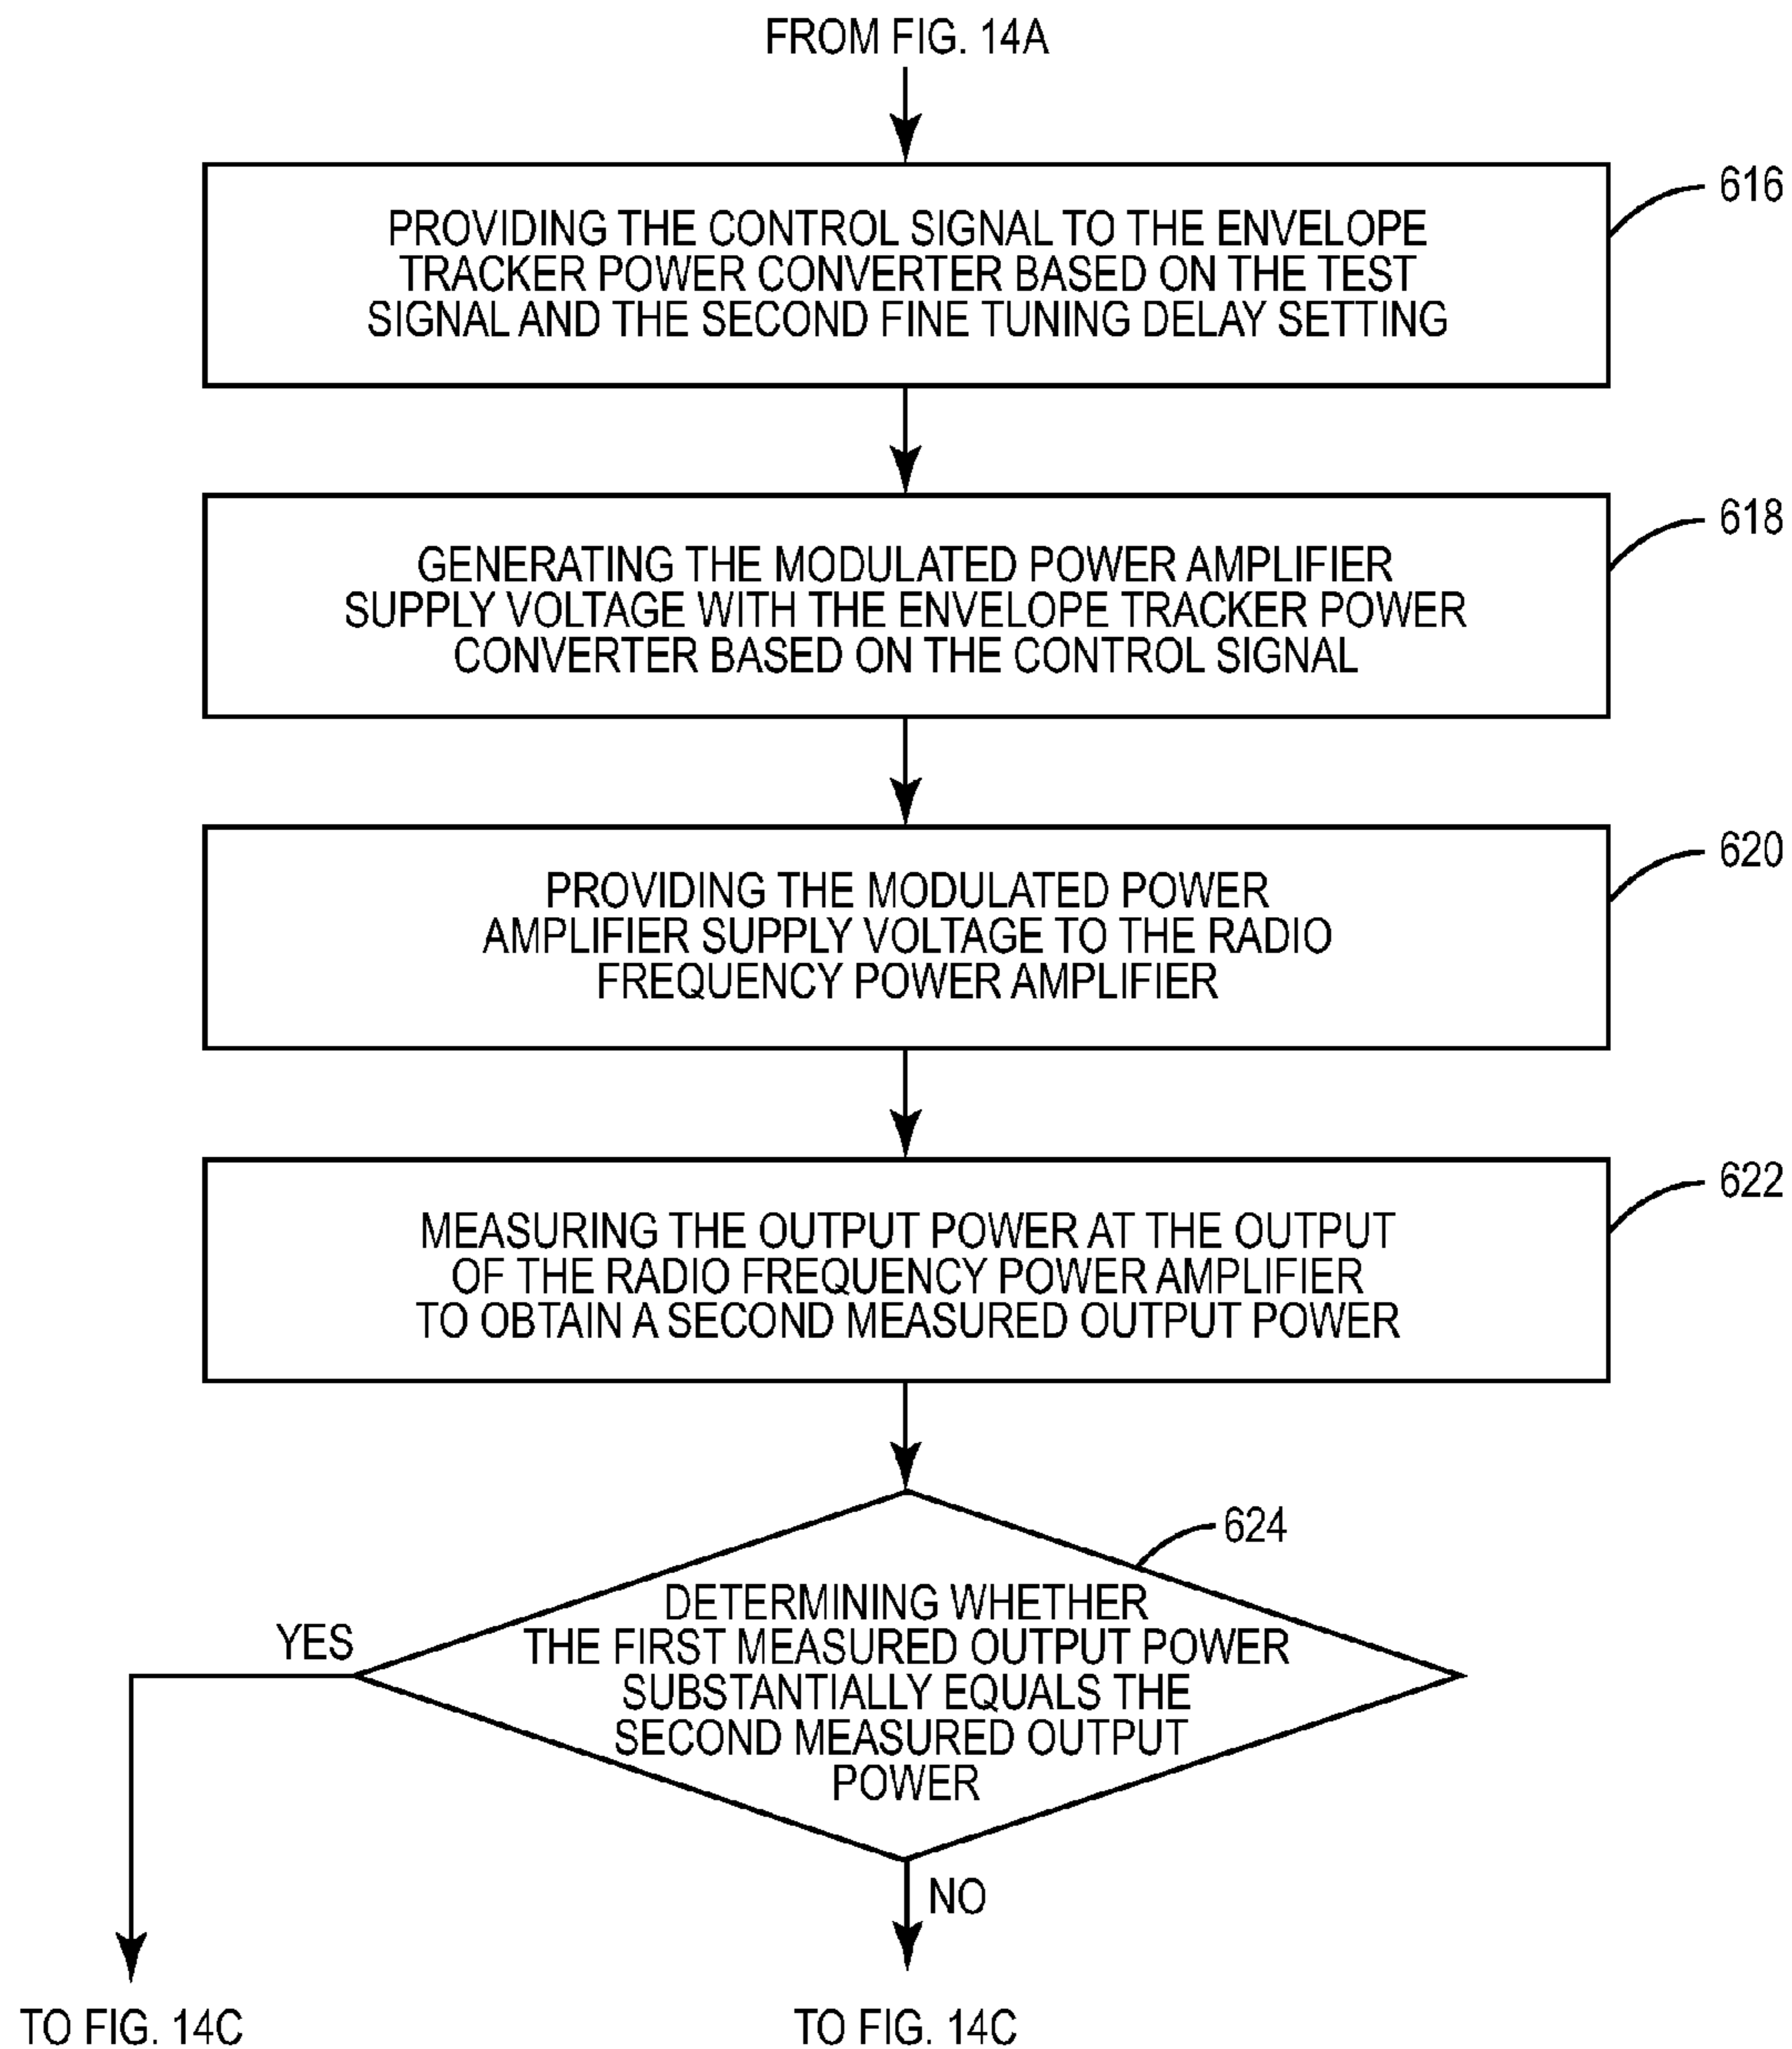 FROM FIG. 14A
616
PROVIDING THE CONTROL SIGNAL TO THE ENVELOPE
TRACKER POWER CONVERTER BASED ON THE TEST
SIGNAL AND THE SECOND FINE TUNING DELAY SETTING
618
GENERATING THE MODULATED POWER AMPLIFIER
SUPPLY VOLTAGE WITH THE ENVELOPE TRACKER POWER
CONVERTER BASED ON THE CONTROL SIGNAL
620
PROVIDING THE MODULATED POWER
AMPLIFIER SUPPLY VOLTAGE TO THE RADIO
FREQUENCY POWER AMPLIFIER
622
MEASURING THE OUTPUT POWER AT THE OUTPUT
OF THE RADIO FREQUENCY POWER AMPLIFIER
TO OBTAIN A SECOND MEASURED OUTPUT POWER
624
DETERMINING WHETHER
THE FIRST MEASURED OUTPUT POWER
SUBSTANTIALLY EQUALS THE
SECOND MEASURED OUTPUT
POWER
YES
NO
TO FIG. 14C
TO FIG. 14C